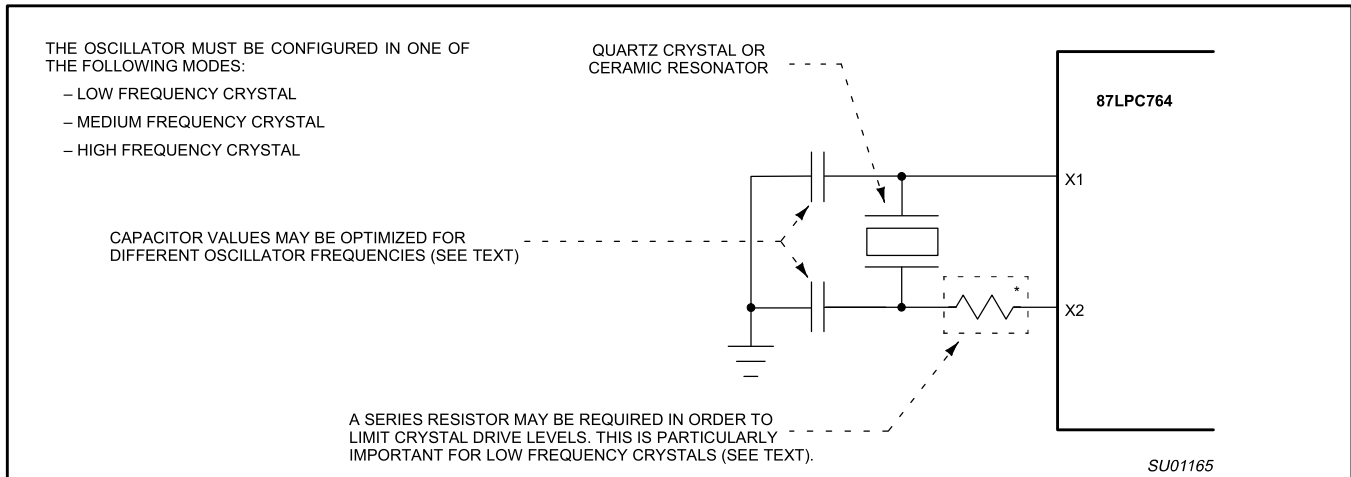 THE OSCILLATOR MUST BE CONFIGURED IN ONE OF
THE FOLLOWING MODES:
– LOW FREQUENCY CRYSTAL
– MEDIUM FREQUENCY CRYSTAL
– HIGH FREQUENCY CRYSTAL
QUARTZ CRYSTAL OR
CERAMIC RESONATOR
87LPC764
X1
CAPACITOR VALUES MAY BE OPTIMIZED FOR
DIFFERENT OSCILLATOR FREQUENCIES (SEE TEXT)
*
X2
A SERIES RESISTOR MAY BE REQUIRED IN ORDER TO
LIMIT CRYSTAL DRIVE LEVELS. THIS IS PARTICULARLY
IMPORTANT FOR LOW FREQUENCY CRYSTALS (SEE TEXT).
SU01165